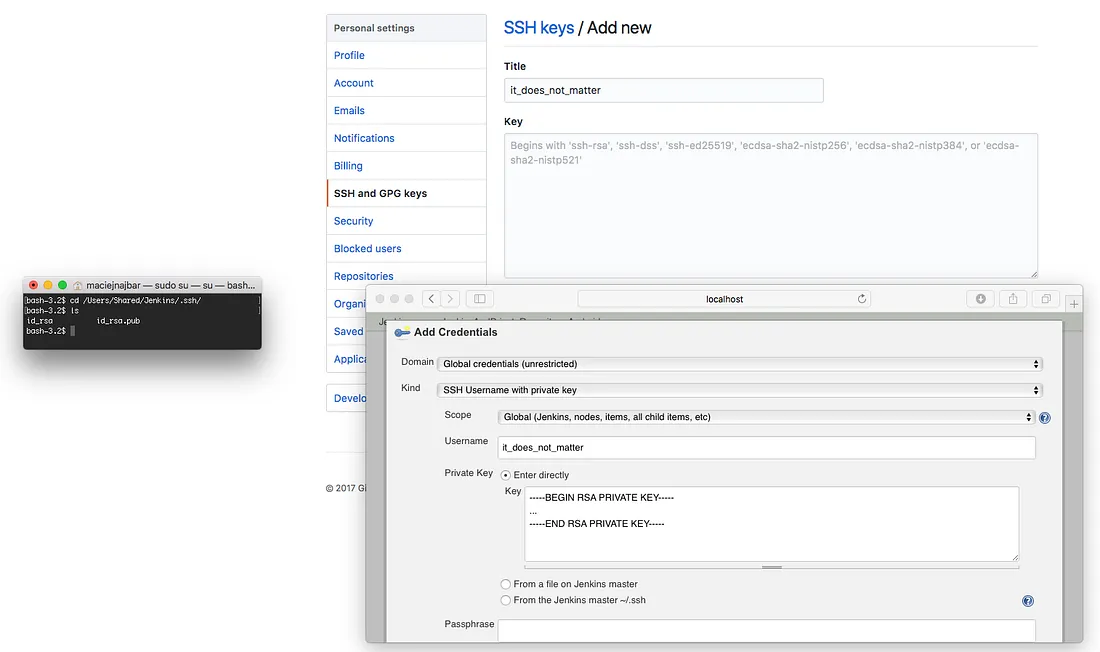 Personal settings
Profile
Account
Emails
Notifications
Billing
SSH and GPG keys
Security
Blocked users
Repositories
Organi
Saved
Applica
Develo
© 2017 Gi
SSH keys / Add new
Title
it_does_not_matter
Key
Begins with 'ssh-rsa', 'ssh-dss', 'ssh-ed25519', 'ecdsa-sha2-nistp256', 'ecdsa-sha2-nistp384', or 'ecdsa-
sha2-nistp521'
maciejnajbar — sudo su — su — bash...
[bash-3.2$ cd /Users/Shared/Jenkins/.ssh/ ]
[bash-3.2$ ls ]
id_rsa id_rsa.pub
bash-3.2$
localhost
Add Credentials
Domain Global credentials (unrestricted)
Kind SSH Username with private key
Scope Global (Jenkins, nodes, items, all child items, etc)
Username it_does_not_matter
Private Key Enter directly
Key -----BEGIN RSA PRIVATE KEY-----
...
-----END RSA PRIVATE KEY-----
From a file on Jenkins master
From the Jenkins master ~/.ssh
Passphrase